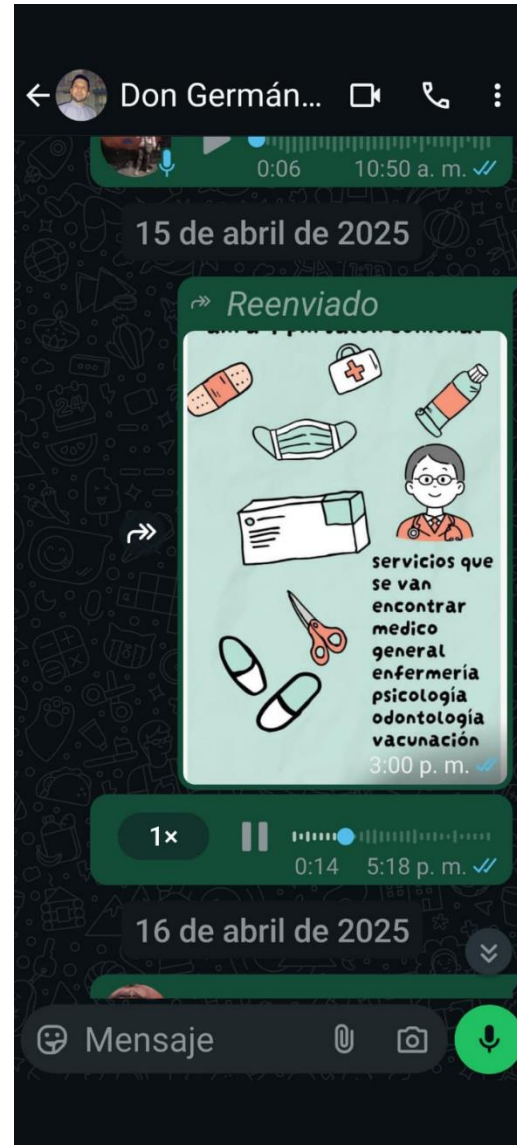 Don Germán...
0:06 10:50 a. m.
15 de abril de 2025
Reenviado
servicios que
se van
encontrar
medico
general
enfermería
psicología
odontología
vacunación
3:00 p. m.
1×
0:14 5:18 p. m.
16 de abril de 2025
Mensaje